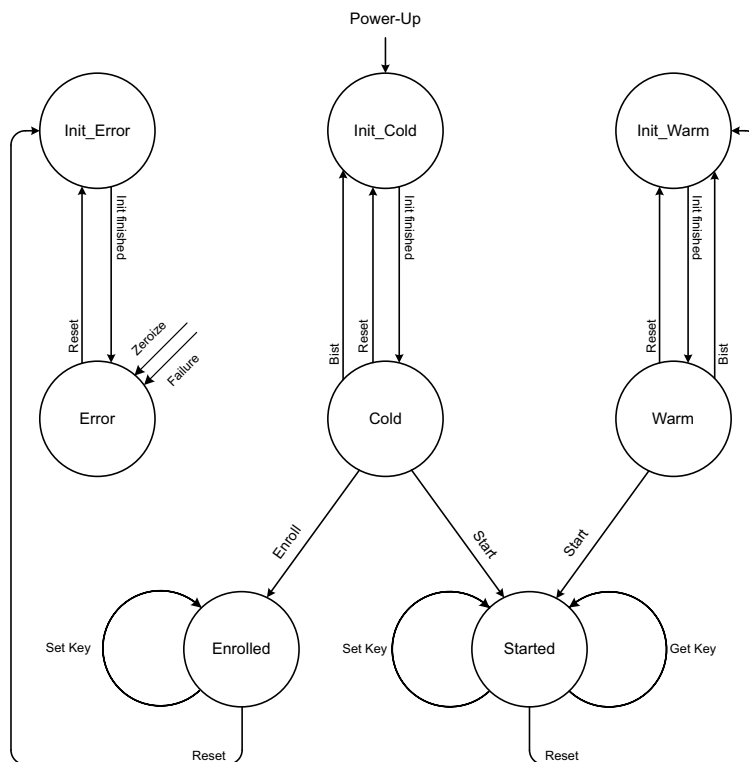 Power-Up
Init_Error
Init_Cold
Init_Warm
Reset
Init finished
Zeroize
Failure
Bist
Reset
Init finished
Reset
Init finished
Bist
Error
Cold
Warm
Enroll
Start
Start
Set Key
Enrolled
Set Key
Started
Get Key
Reset
Reset